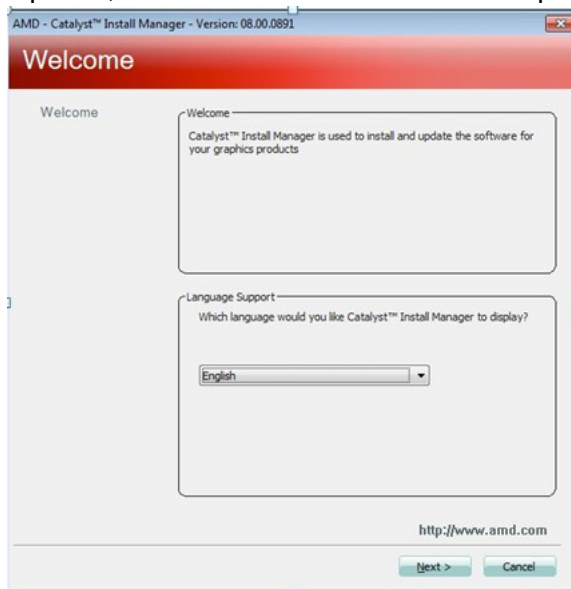 AMD - Catalyst™ Install Manager - Version: 08.00.0891
Welcome
Welcome
Welcome
Catalyst™ Install Manager is used to install and update the software for
your graphics products
Language Support
Which language would you like Catalyst™ Install Manager to display?
English
http://www.amd.com
Next >
Cancel